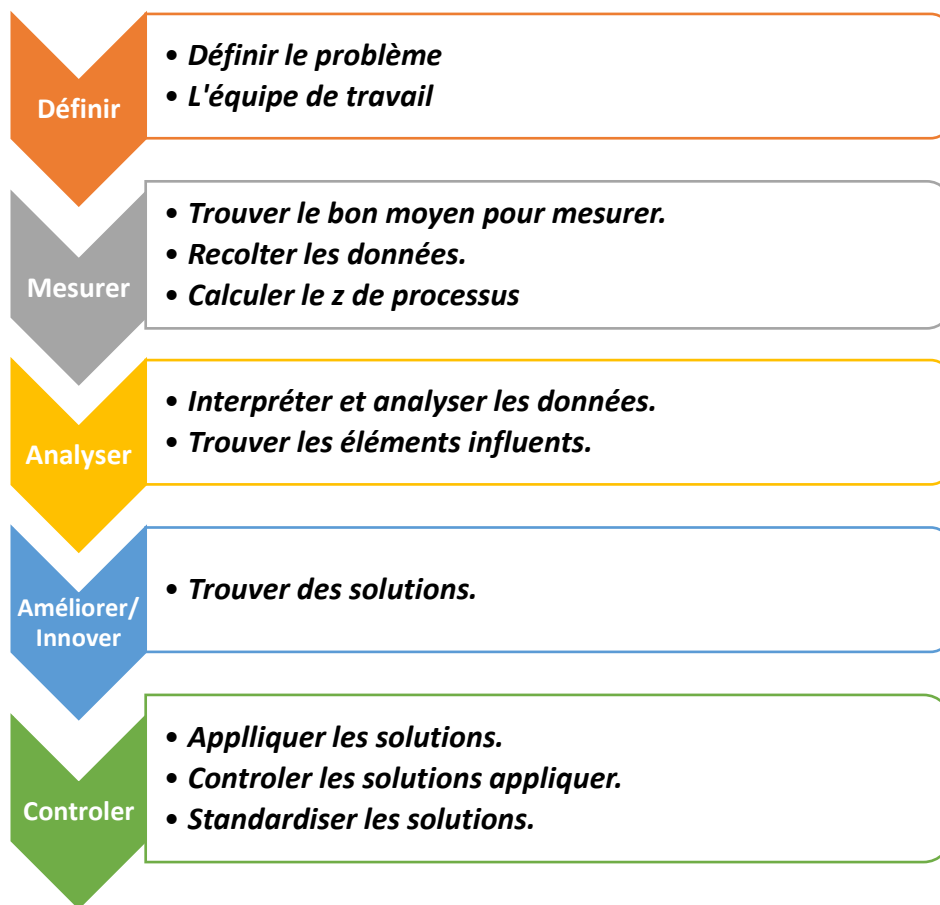 Définir
• Définir le problème
• L'équipe de travail
Mesurer
• Trouver le bon moyen pour mesurer.
• Recolter les données.
• Calculer le z de processus
Analyser
• Interpréter et analyser les données.
• Trouver les éléments influents.
Améliorer/
Innover
• Trouver des solutions.
Controler
• Applliquer les solutions.
• Controler les solutions appliquer.
• Standardiser les solutions.